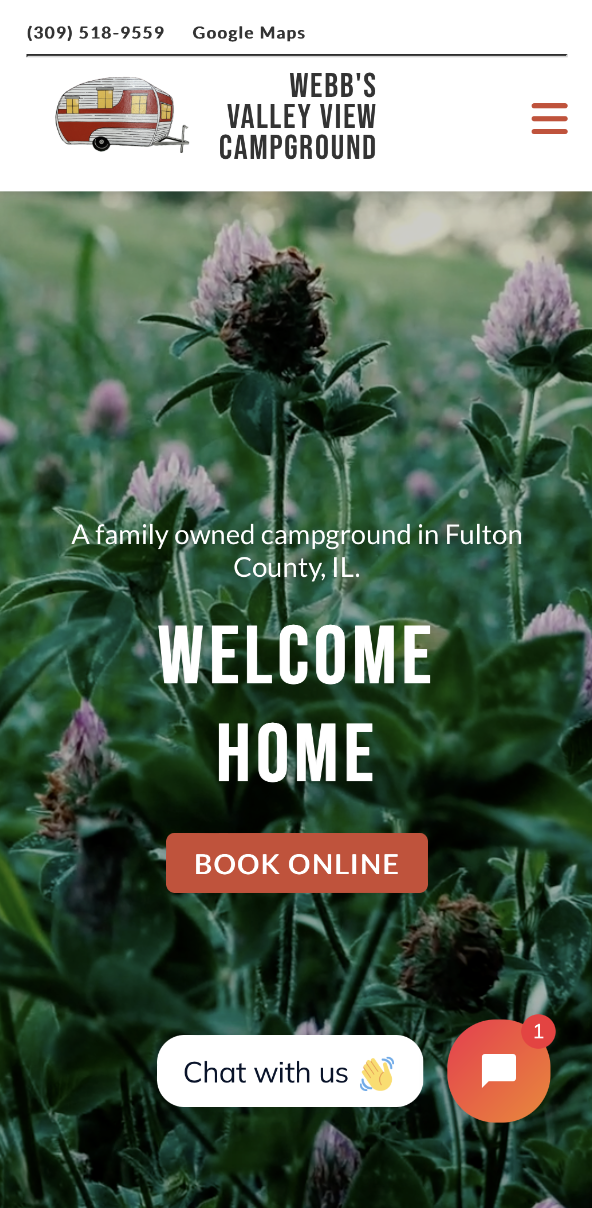 (309) 518-9559 Google Maps
WEBB'S
VALLEY VIEW
CAMPGROUND
A family owned campground in Fulton
County, IL.
WELCOME
HOME
BOOK ONLINE
1
Chat with us 👋